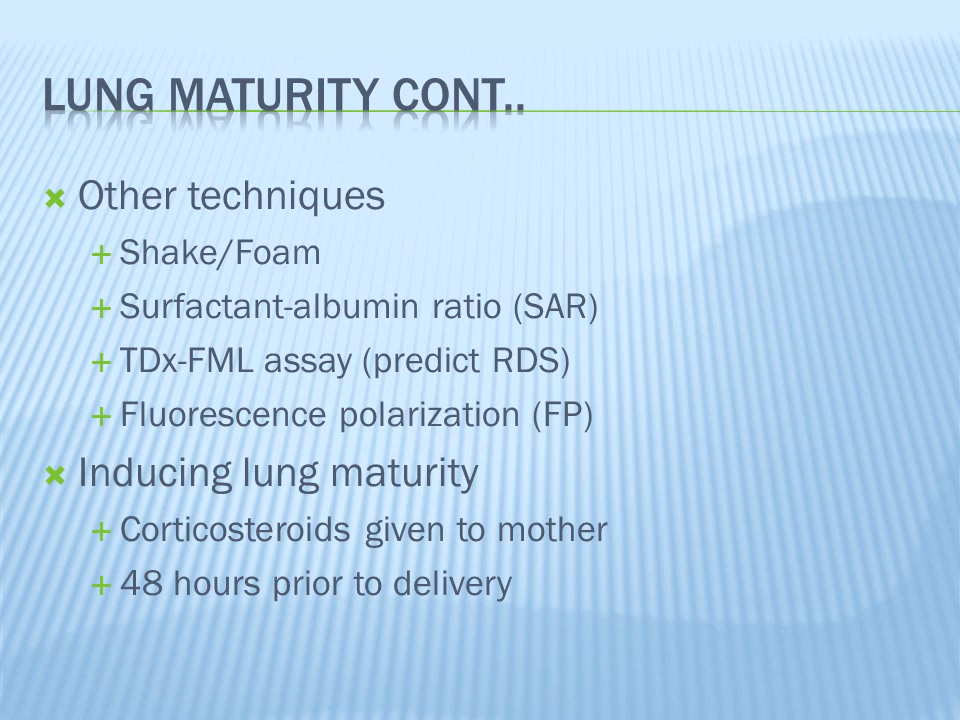 LUNG MATURITY CONT..
Other techniques
Shake/Foam
Surfactant-albumin ratio (SAR)
TDx-FML assay (predict RDS)
Fluorescence polarization (FP)
Inducing lung maturity
Corticosteroids given to mother
48 hours prior to delivery